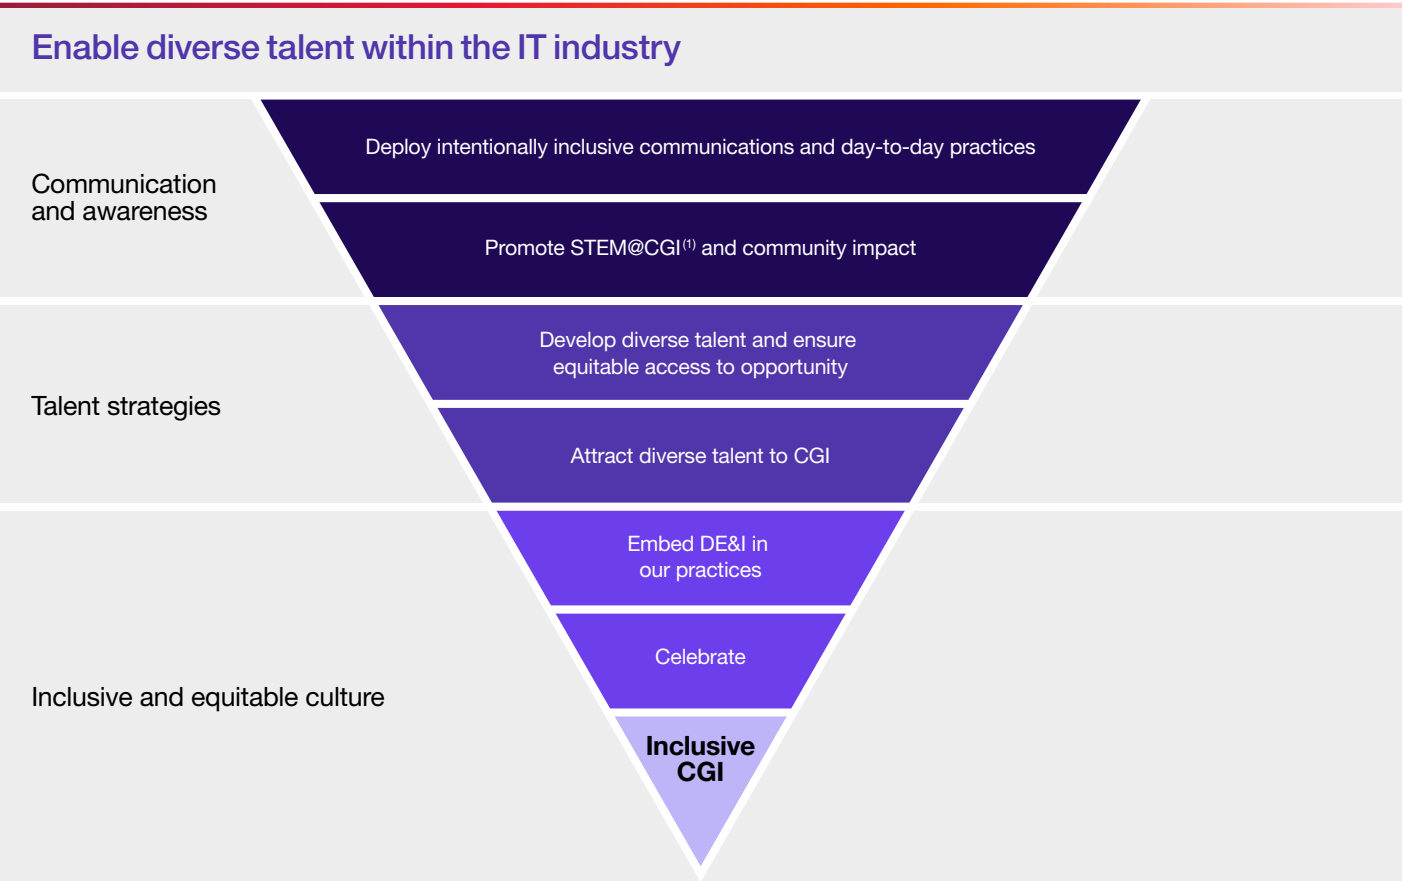 Enable diverse talent within the IT industry
Communication
and awareness
Deploy intentionally inclusive communications and day-to-day practices
Promote STEM@CGI(1) and community impact
Talent strategies
Develop diverse talent and ensure
equitable access to opportunity
Attract diverse talent to CGI
Inclusive and equitable culture
Embed DE&I in
our practices
Celebrate
Inclusive
CGI